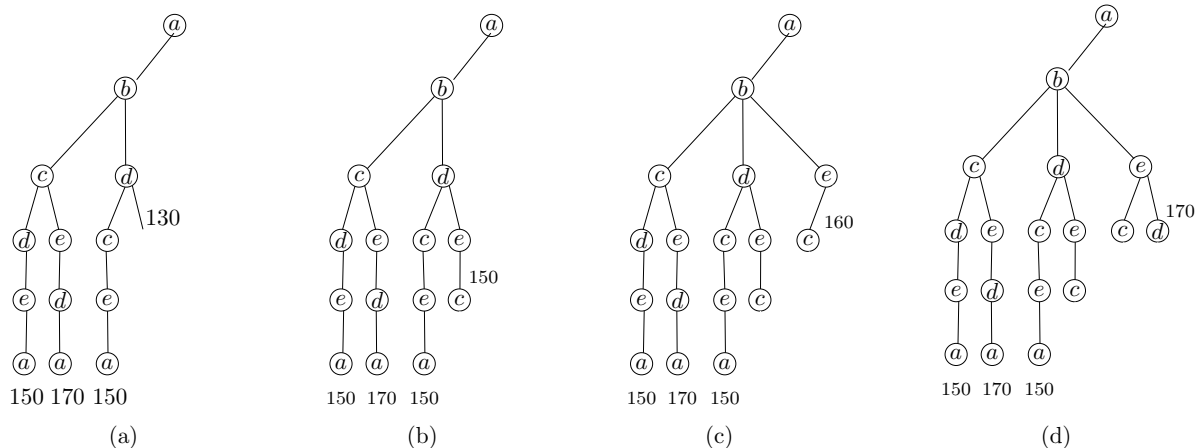 a a a a
b b b b
c d c d c d e c d e
130 160 170
d e c d e c e d e c e c d e c e c d
150
e d e e d e c e d e c e d e c
a a a a a a a a a a a a
150 170 150 150 170 150 150 170 150 150 170 150
(a) (b) (c) (d)